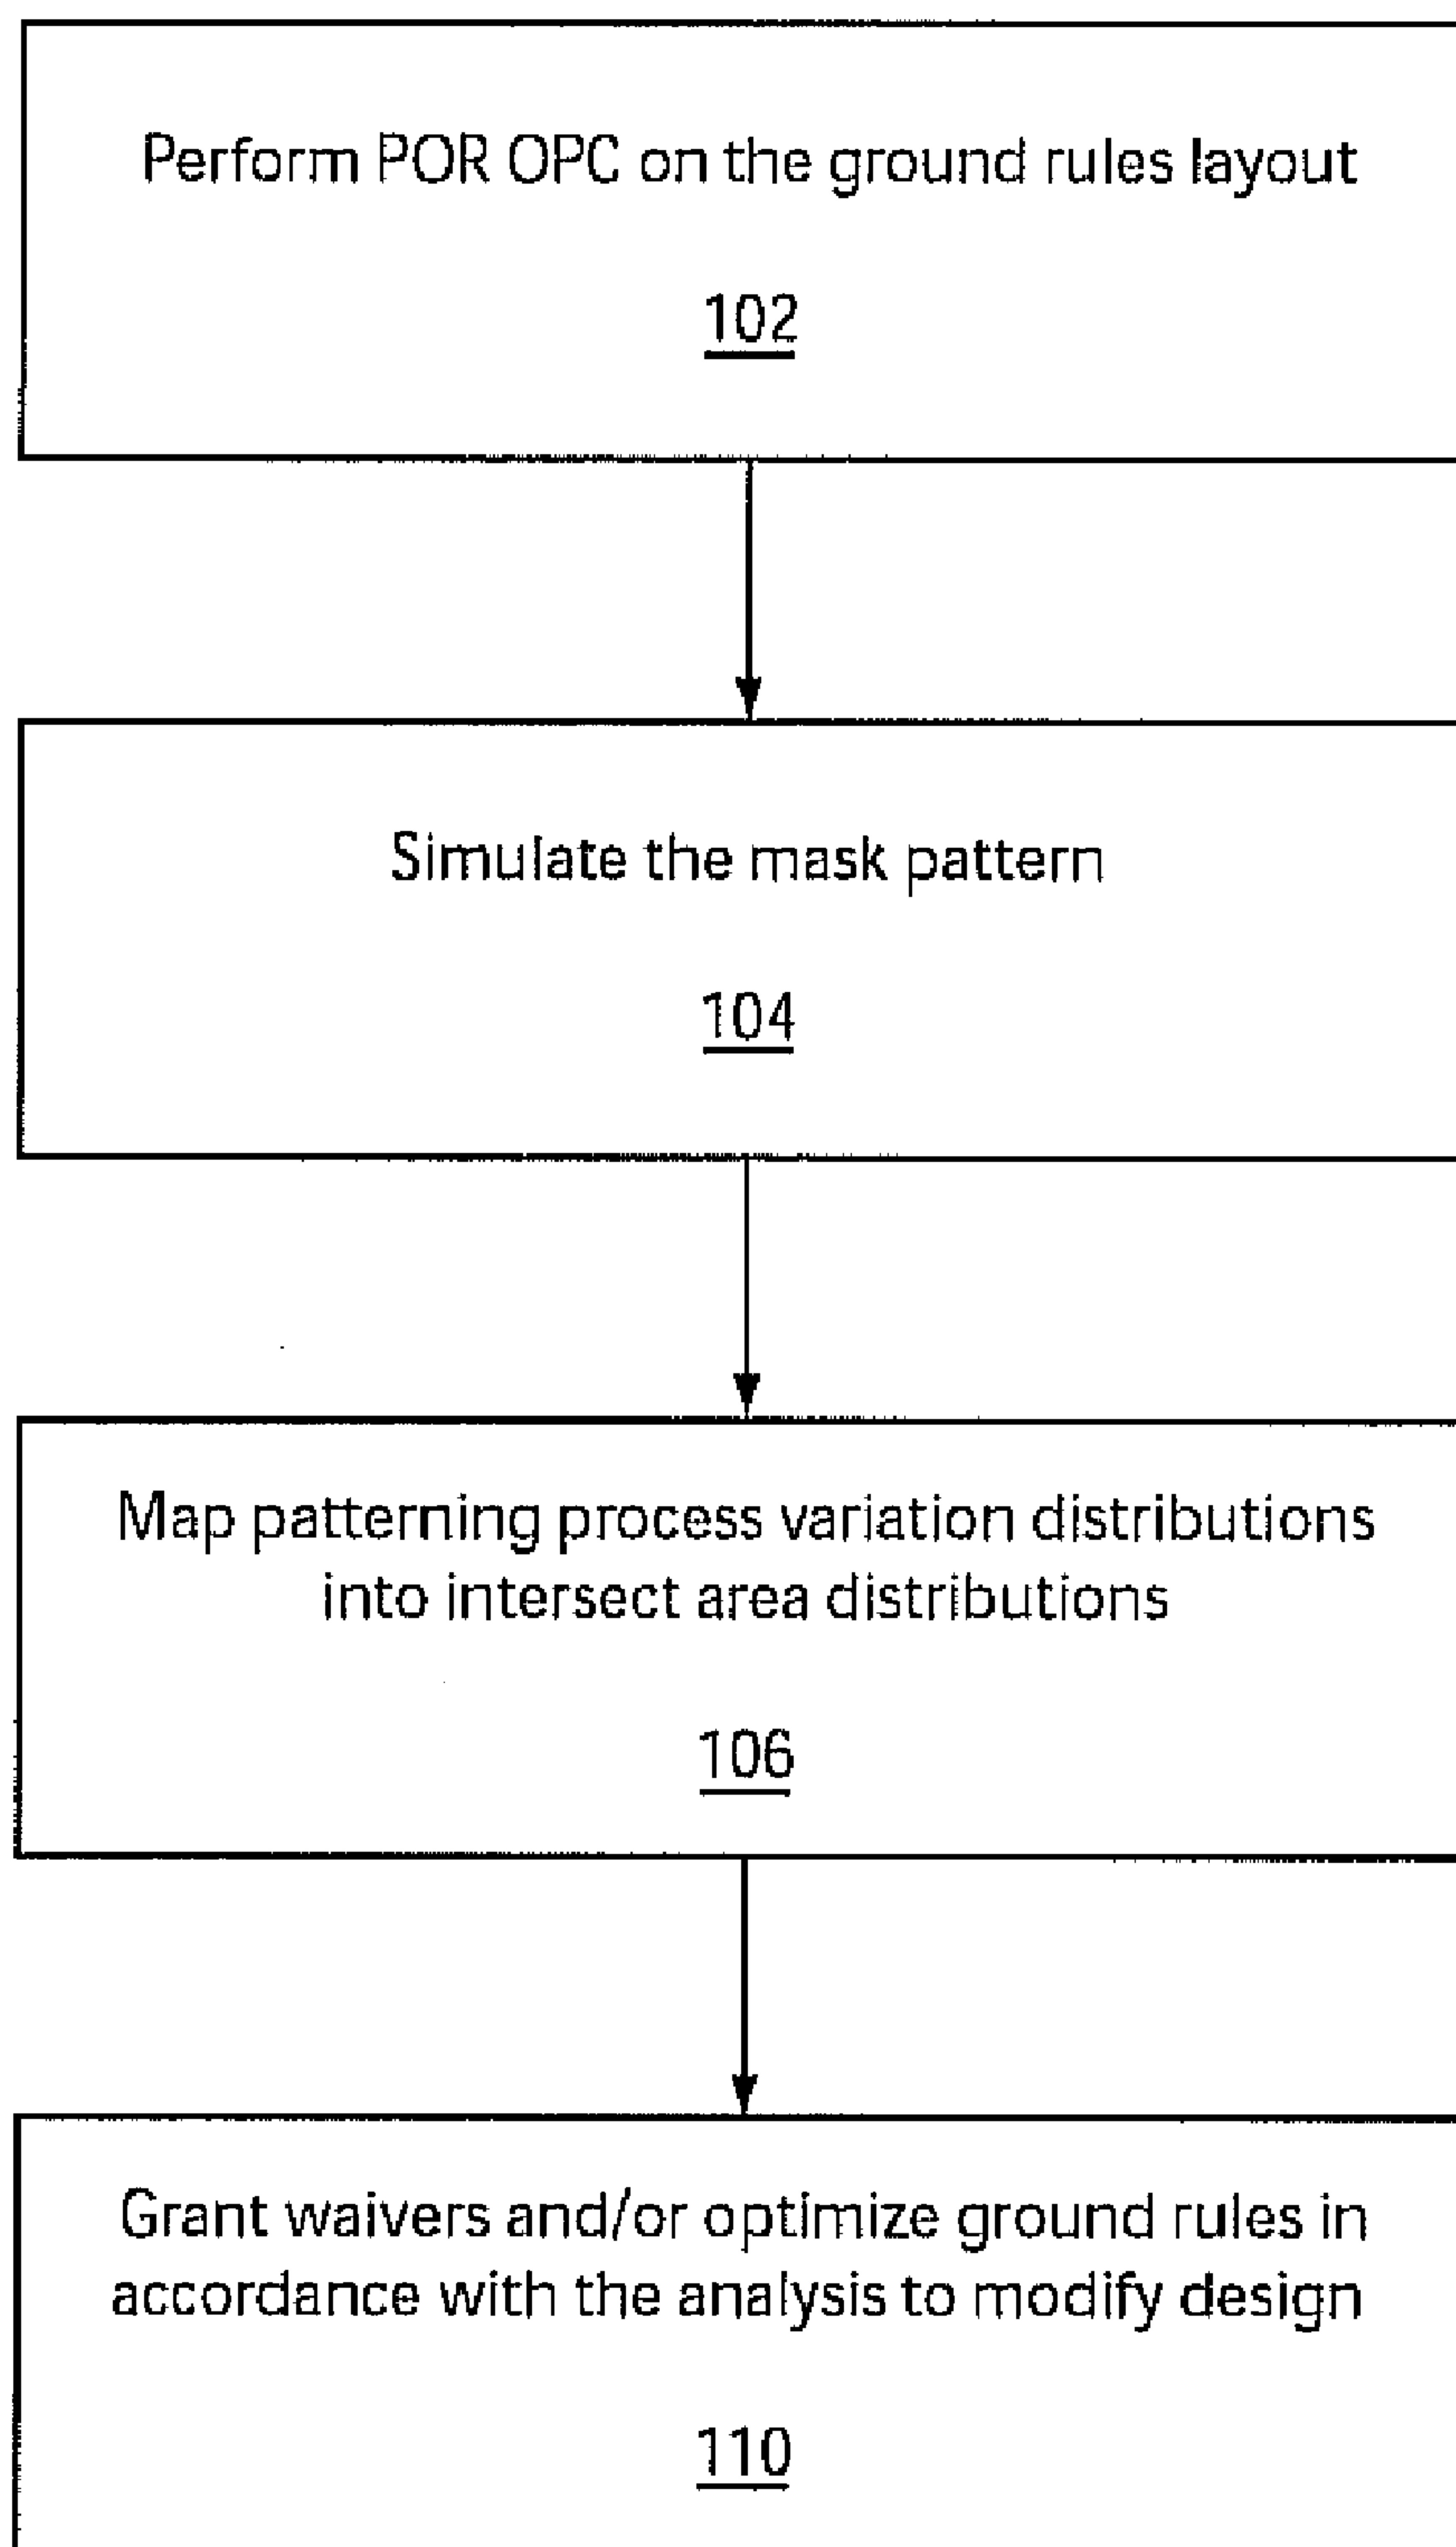 Perform POR OPC on the ground rules layout
102
Simulate the mask pattern
104
Map patterning process variation distributions
into intersect area distributions
106
Grant waivers and/or optimize ground rules in
accordance with the analysis to modify design
110